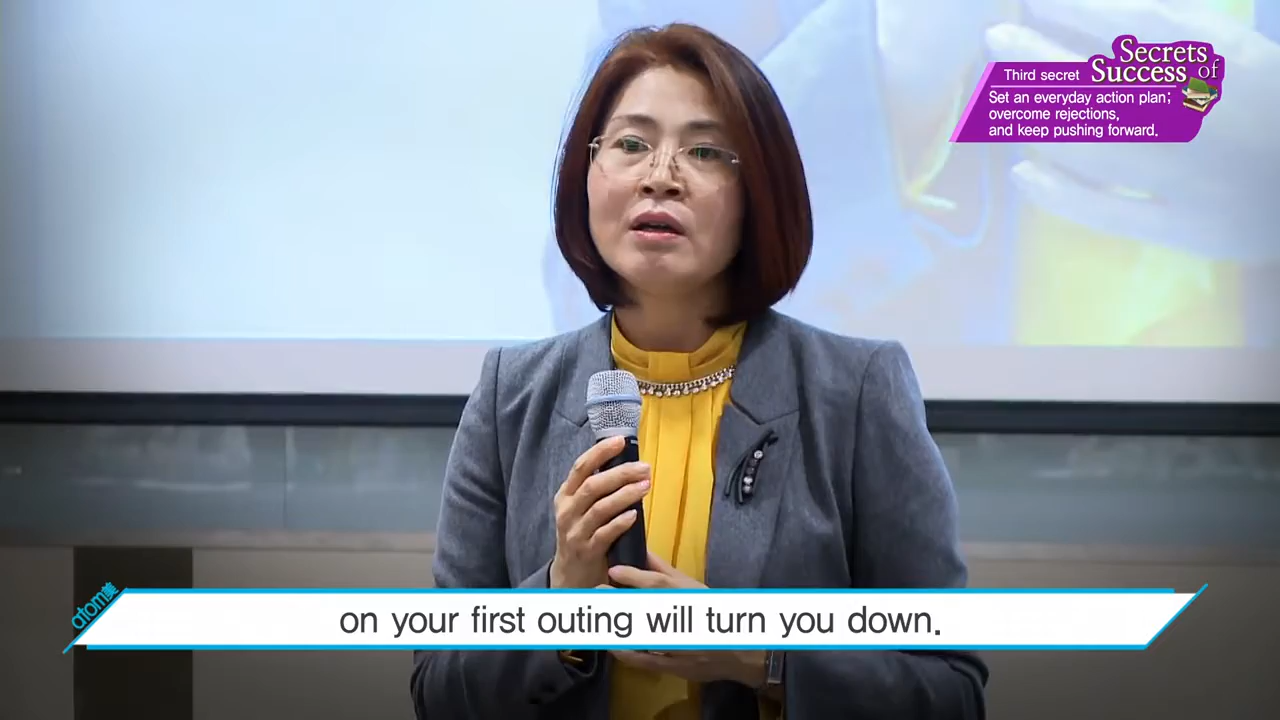 Secrets of
Success
Third secret
Set an everyday action plan;
overcome rejections,
and keep pushing forward.
on your first outing will turn you down.
atom美